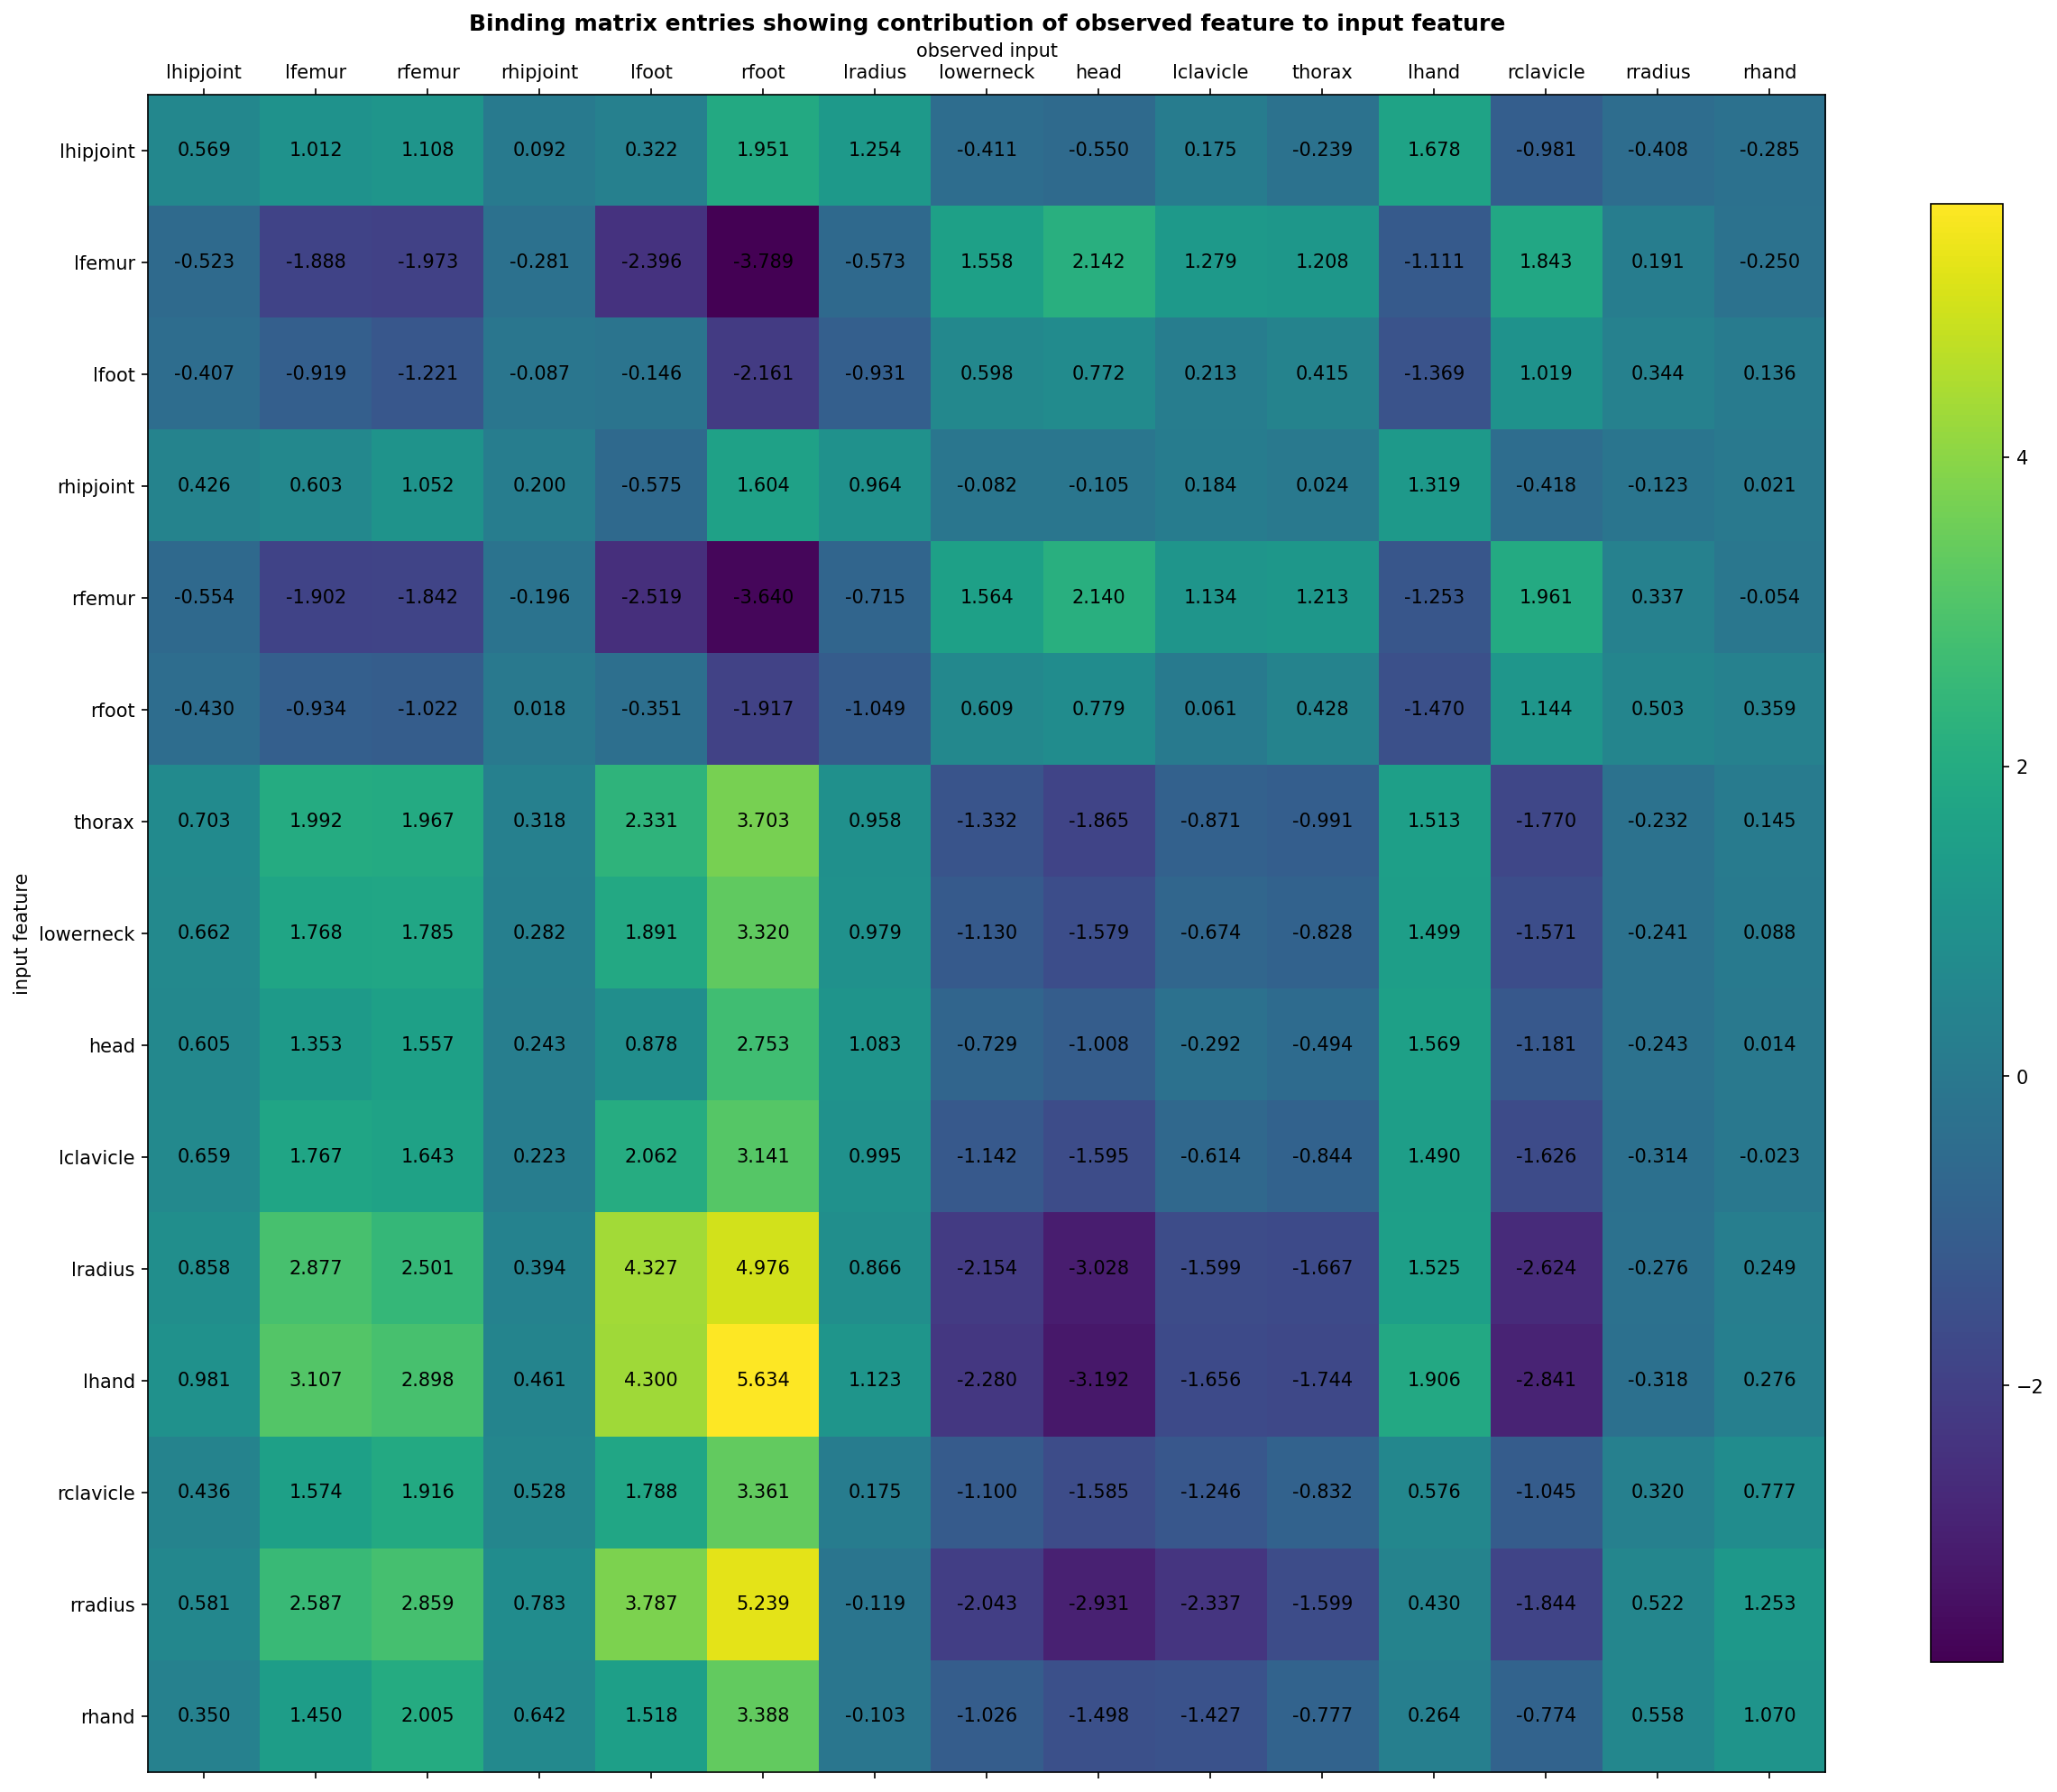 Binding matrix entries showing contribution of observed feature to input feature
observed input
lhipjoint lfemur rfemur rhipjoint lfoot rfoot lradius lowerneck head lclavicle thorax lhand rclavicle rradius rhand
lhipjoint 0.569 1.012 1.108 0.092 0.322 1.951 1.254 -0.411 -0.550 0.175 -0.239 1.678 -0.981 -0.408 -0.285
lfemur -0.523 -1.888 -1.973 -0.281 -2.396 -3.789 -0.573 1.558 2.142 1.279 1.208 -1.111 1.843 0.191 -0.250
lfoot -0.407 -0.919 -1.221 -0.087 -0.146 -2.161 -0.931 0.598 0.772 0.213 0.415 -1.369 1.019 0.344 0.136
rhipjoint 0.426 0.603 1.052 0.200 -0.575 1.604 0.964 -0.082 -0.105 0.184 0.024 1.319 -0.418 -0.123 0.021
rfemur -0.554 -1.902 -1.842 -0.196 -2.519 -3.640 -0.715 1.564 2.140 1.134 1.213 -1.253 1.961 0.337 -0.054
rfoot -0.430 -0.934 -1.022 0.018 -0.351 -1.917 -1.049 0.609 0.779 0.061 0.428 -1.470 1.144 0.503 0.359
thorax 0.703 1.992 1.967 0.318 2.331 3.703 0.958 -1.332 -1.865 -0.871 -0.991 1.513 -1.770 -0.232 0.145
lowerneck 0.662 1.768 1.785 0.282 1.891 3.320 0.979 -1.130 -1.579 -0.674 -0.828 1.499 -1.571 -0.241 0.088
head 0.605 1.353 1.557 0.243 0.878 2.753 1.083 -0.729 -1.008 -0.292 -0.494 1.569 -1.181 -0.243 0.014
lclavicle 0.659 1.767 1.643 0.223 2.062 3.141 0.995 -1.142 -1.595 -0.614 -0.844 1.490 -1.626 -0.314 -0.023
lradius 0.858 2.877 2.501 0.394 4.327 4.976 0.866 -2.154 -3.028 -1.599 -1.667 1.525 -2.624 -0.276 0.249
lhand 0.981 3.107 2.898 0.461 4.300 5.634 1.123 -2.280 -3.192 -1.656 -1.744 1.906 -2.841 -0.318 0.276
rclavicle 0.436 1.574 1.916 0.528 1.788 3.361 0.175 -1.100 -1.585 -1.246 -0.832 0.576 -1.045 0.320 0.777
rradius 0.581 2.587 2.859 0.783 3.787 5.239 -0.119 -2.043 -2.931 -2.337 -1.599 0.430 -1.844 0.522 1.253
rhand 0.350 1.450 2.005 0.642 1.518 3.388 -0.103 -1.026 -1.498 -1.427 -0.777 0.264 -0.774 0.558 1.070
input feature
4
2
0
−2